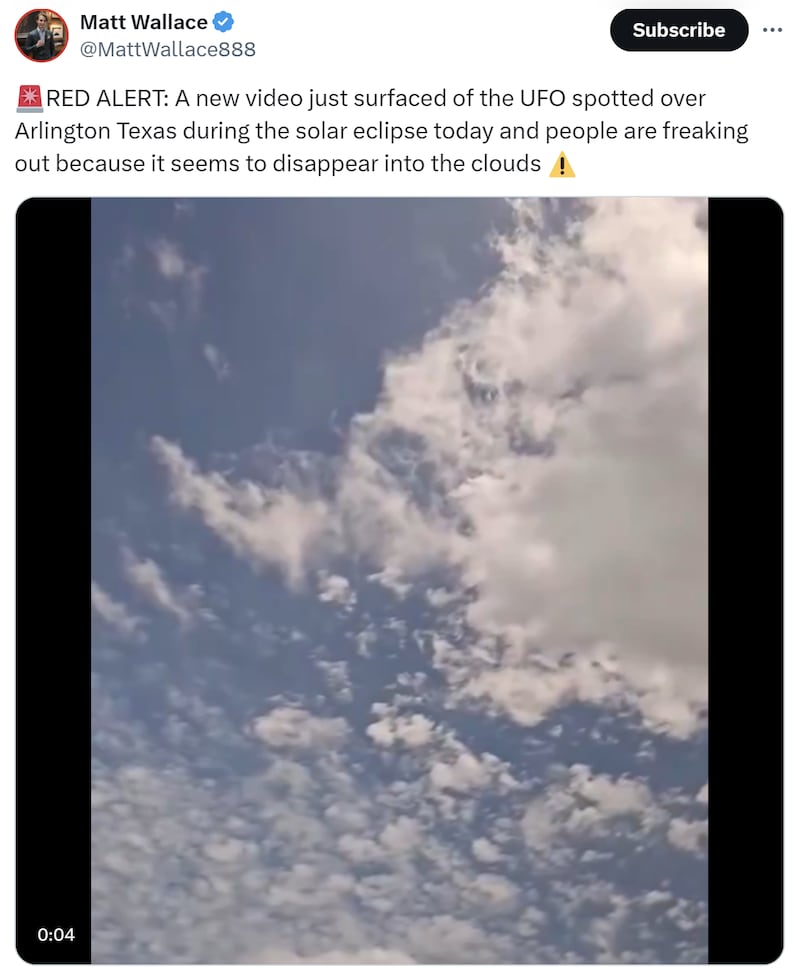 Matt Wallace
@MattWallace888
Subscribe
RED ALERT: A new video just surfaced of the UFO spotted over
Arlington Texas during the solar eclipse today and people are freaking
out because it seems to disappear into the clouds
0:04